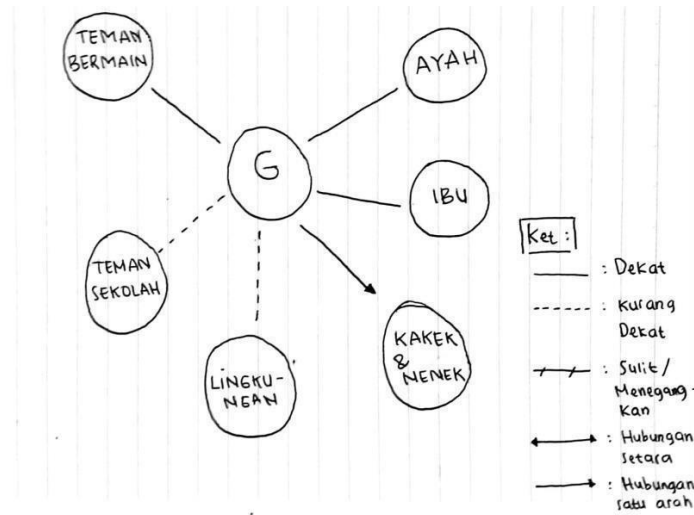 TEMAN
BERMAIN
AYAH
G
IBU
TEMAN
SEKOLAH
LINGKU-
NGAN
KAKEK
&
NENEK
Ket :
: Dekat
: Kurang
Dekat
: Sulit /
Menegang-
Kan
: Hubungan
Setara
: Hubungan
satu arah